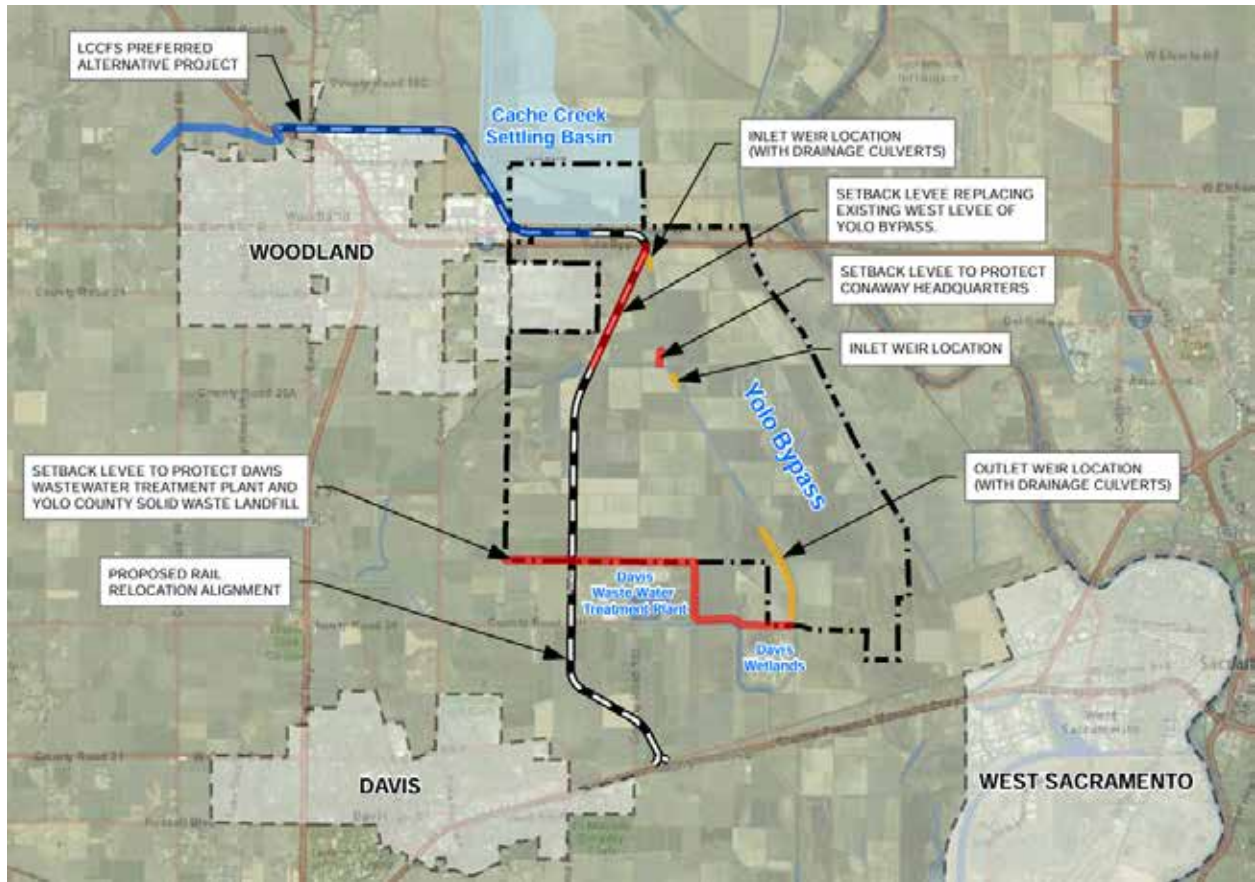 LCCFS PREFERRED
ALTERNATIVE PROJECT
Cache Creek
Settling Basin
INLET WEIR LOCATION
(WITH DRAINAGE CULVERTS)
SETBACK LEVEE REPLACING
EXISTING WEST LEVEE OF
YOLO BYPASS.
Woodland
WOODLAND
SETBACK LEVEE TO PROTECT
CONAWAY HEADQUARTERS
INLET WEIR LOCATION
Yolo Bypass
SETBACK LEVEE TO PROTECT DAVIS
WASTEWATER TREATMENT PLANT AND
YOLO COUNTY SOLID WASTE LANDFILL
OUTLET WEIR LOCATION
(WITH DRAINAGE CULVERTS)
PROPOSED RAIL
RELOCATION ALIGNMENT
Davis
Waste Water
Treatment Plant
Davis
Wetlands
West
Sacramento
DAVIS
WEST SACRAMENTO